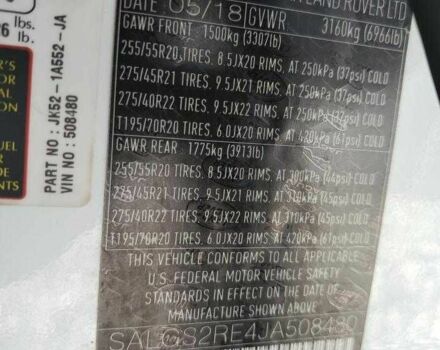 LAND ROVER LTD
DATE 05/18 GVWR 3160kg (6966lb)
GAWR FRONT 1500kg (3307lb)
255/55R20 TIRES, 8.5JX20 RIMS, AT 250kPa (37psi) COLD
275/45R21 TIRES, 9.5JX21 RIMS, AT 250kPa (37psi) COLD
275/40R22 TIRES, 9.5JX22 RIMS, AT 250kPa (37psi) COLD
T195/70R20 TIRES, 6.0JX20 RIMS, AT 420kPa (61psi) COLD
GAWR REAR 1775kg (3913lb)
255/55R20 TIRES, 8.5JX20 RIMS, AT 300kPa (44psi) COLD
275/45R21 TIRES, 9.5JX21 RIMS, AT 310kPa (45psi) COLD
275/40R22 TIRES, 9.5JX22 RIMS, AT 310kPa (45psi) COLD
T195/70R20 TIRES, 6.0JX20 RIMS, AT 420kPa (61psi) COLD
THIS VEHICLE CONFORMS TO ALL APPLICABLE
U.S. FEDERAL MOTOR VEHICLE
IN EFFECT ON THE DATE OF
MANUFACTURE SHOWN ABOVE
SALGS2RE4JA508480
lbs.
lb.
PART NO - JK52-1A552-JA
VIN NO : 508480